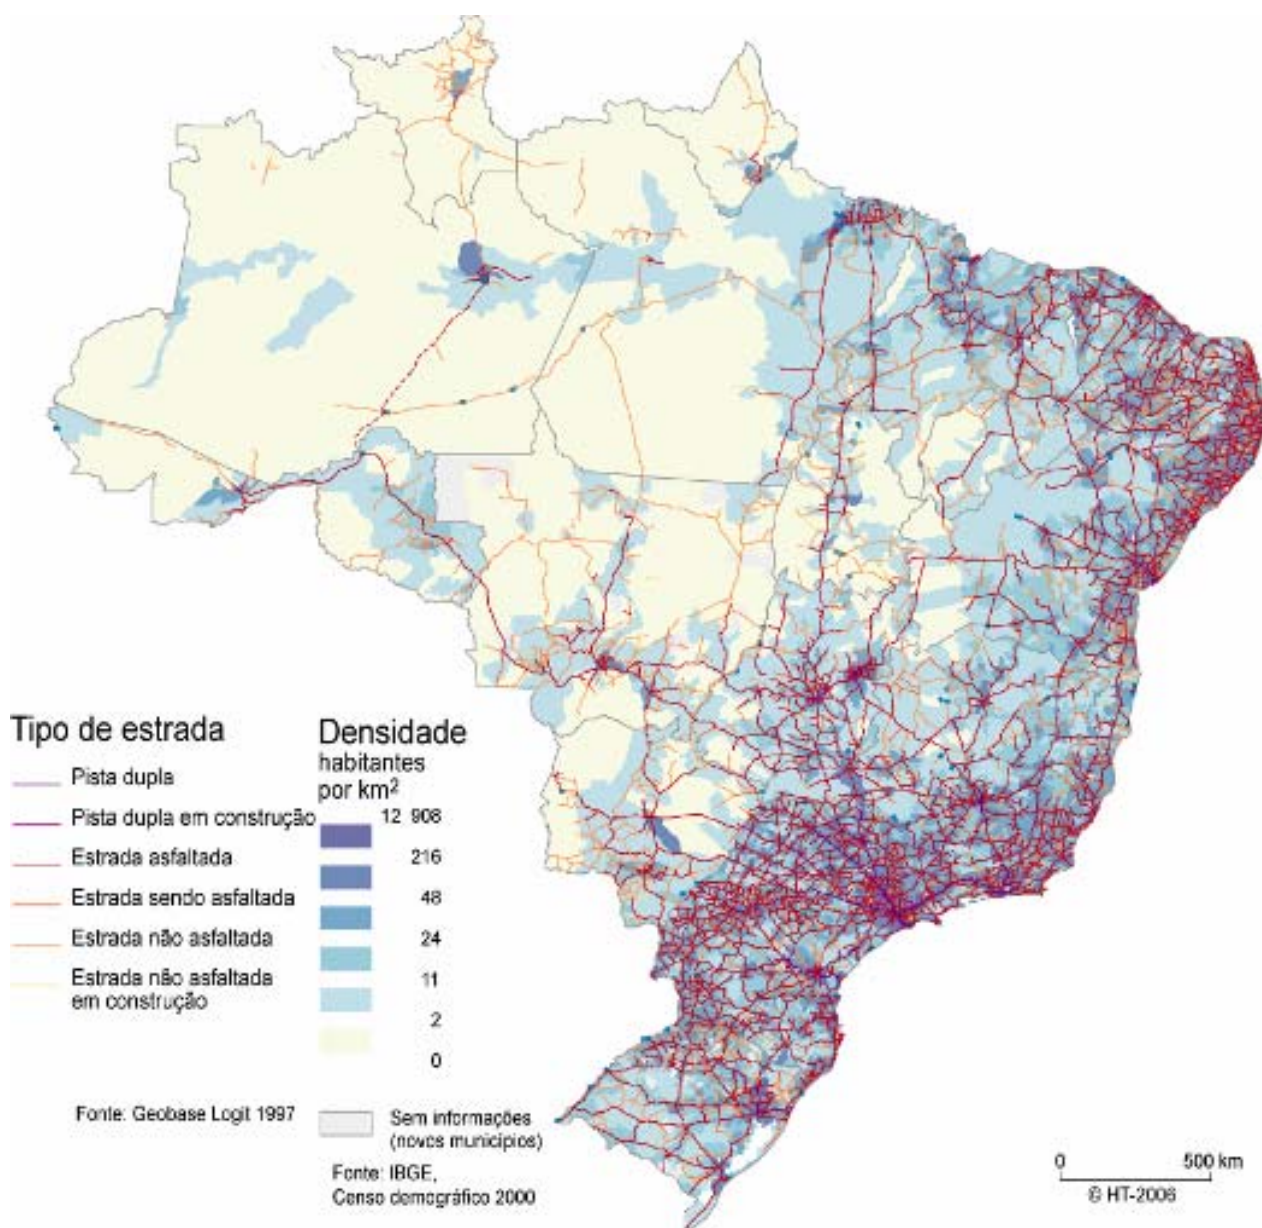 Tipo de estrada
Pista dupla
Pista dupla em construção
Estrada asfaltada
Estrada sendo asfaltada
Estrada não asfaltada
Estrada não asfaltada
em construção
Fonte: Geobase Logit 1997
Densidade
habitantes
por km²
12 908
216
48
24
11
2
0
Sem informações
(novos municípios)
Fonte: IBGE,
Censo demográfico 2000
0 500 km
© HT-2006